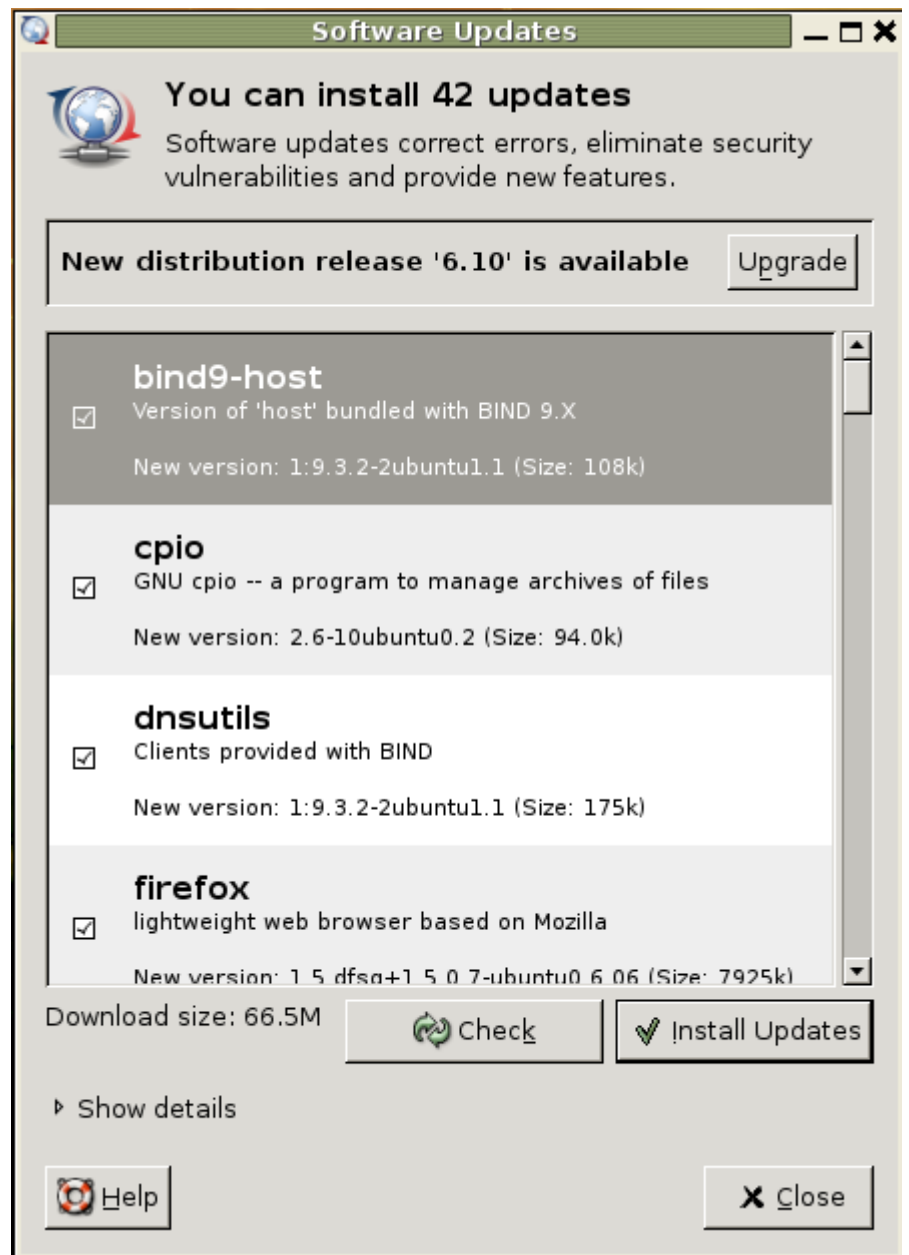 Software Updates
You can install 42 updates
Software updates correct errors, eliminate security
vulnerabilities and provide new features.
New distribution release '6.10' is available
Upgrade
bind9-host
Version of 'host' bundled with BIND 9.X
New version: 1:9.3.2-2ubuntu1.1 (Size: 108k)
cpio
GNU cpio -- a program to manage archives of files
New version: 2.6-10ubuntu0.2 (Size: 94.0k)
dnsutils
Clients provided with BIND
New version: 1:9.3.2-2ubuntu1.1 (Size: 175k)
firefox
lightweight web browser based on Mozilla
New version: 1.5.dfsg+1.5.0.7-ubuntu0.6.06 (Size: 7925k)
Download size: 66.5M
Check
Install Updates
Show details
Help
Close